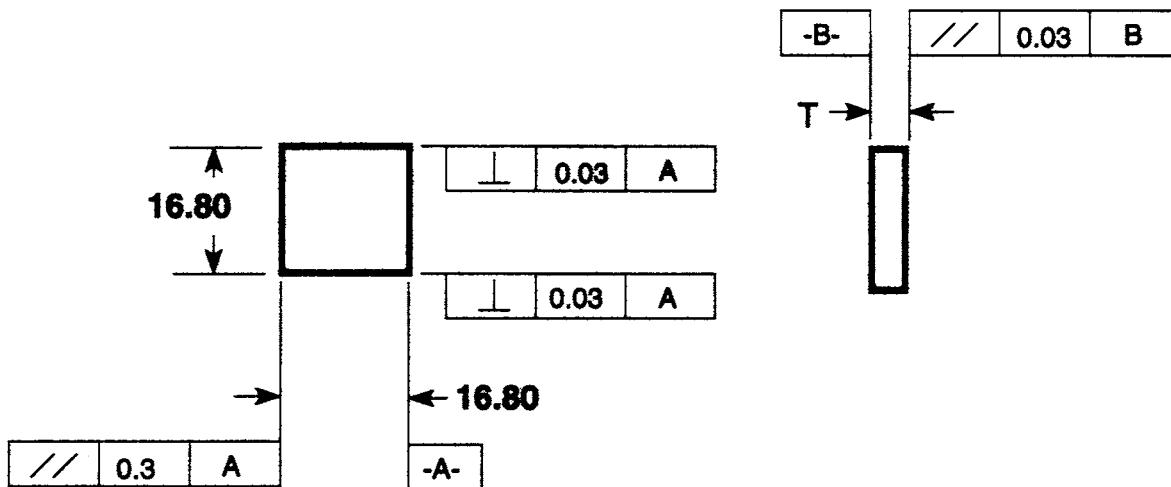 -B- // 0.03 B
T
⊥ 0.03 A
16.80
⊥ 0.03 A
16.80
// 0.3 A -A-